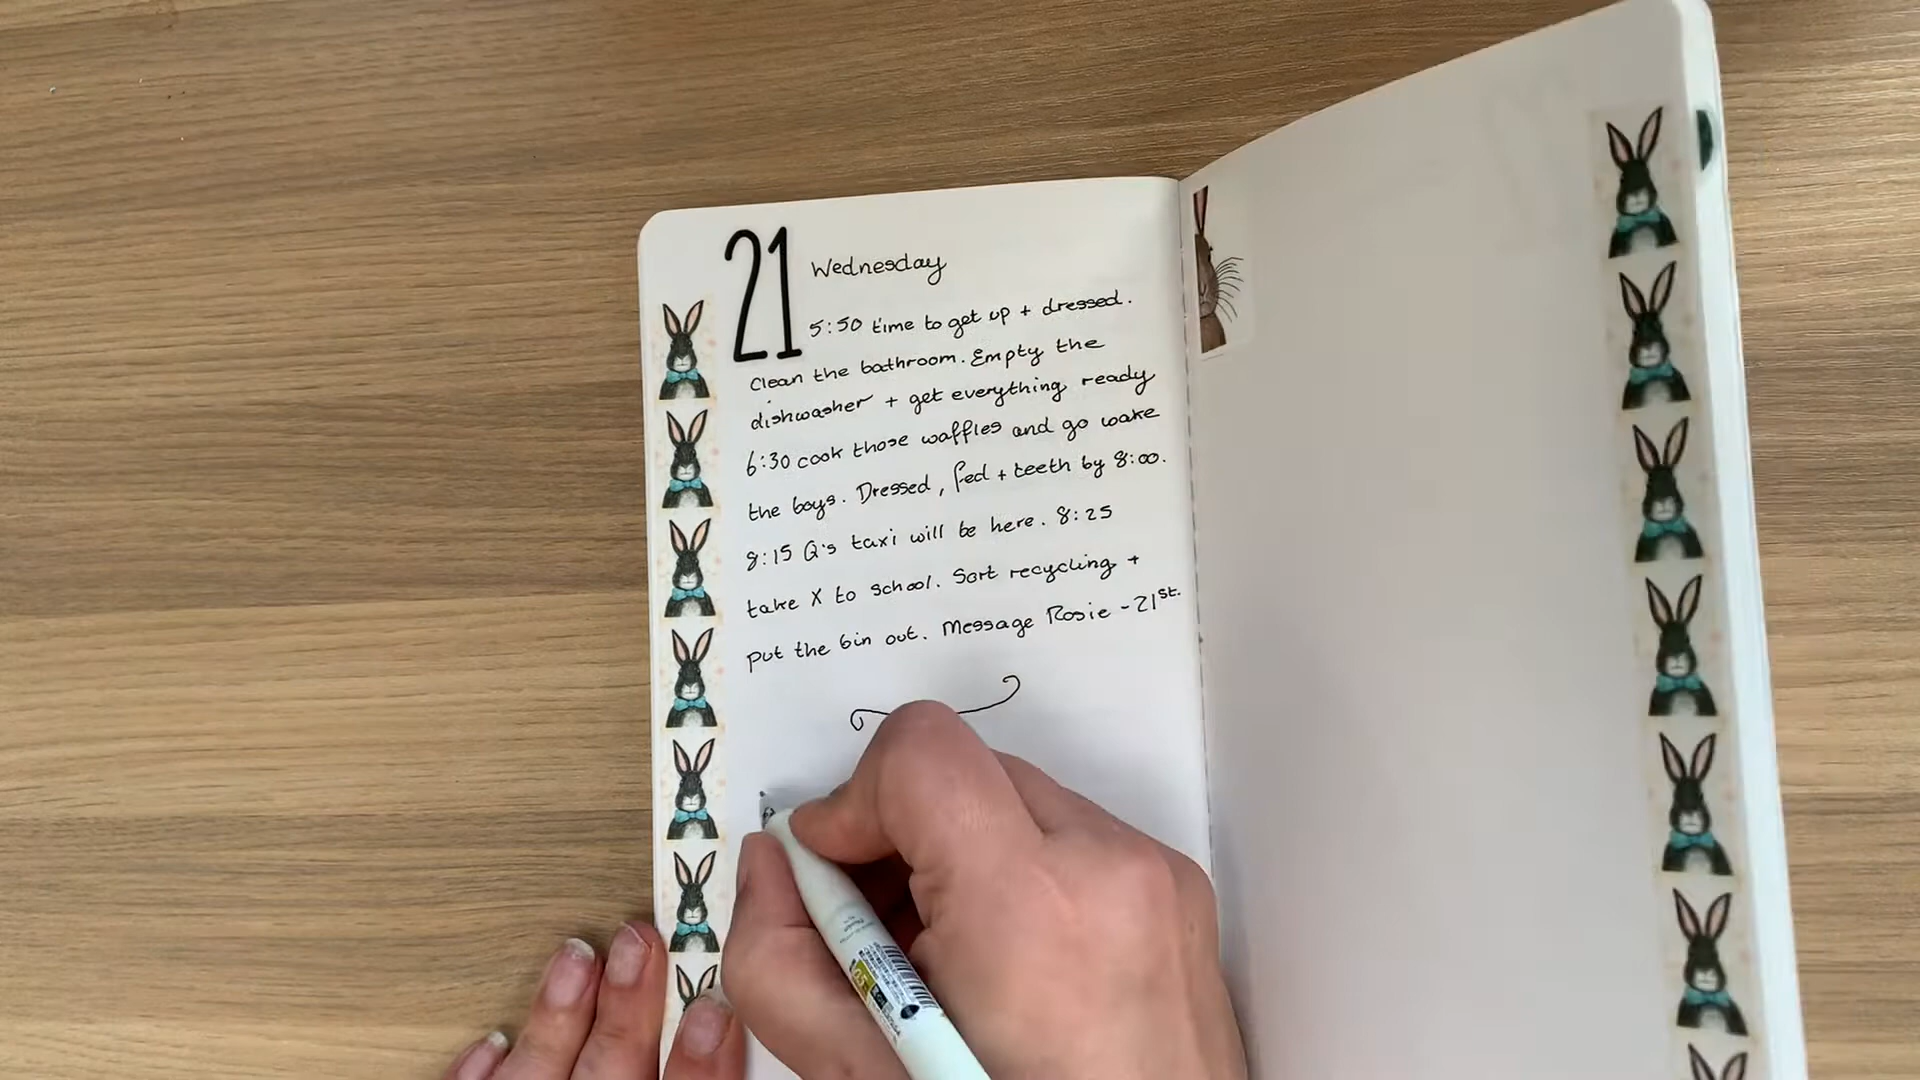 21 Wednesday
5:50 time to get up + dressed.
Clean the bathroom. Empty the
dishwasher + get everything ready
6:30 cook those waffles and go wake
the boys. Dressed, fed + teeth by 8:00.
8:15 Q's taxi will be here. 8:25
take X to school. Sort recycling +
put the bin out. Message Rosie - 21st.
0.5